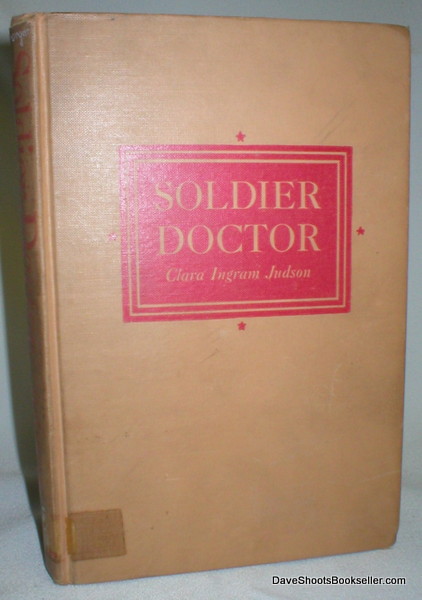 SOLDIER
DOCTOR
Clara Ingram Judson
DaveShootsBookseller.com